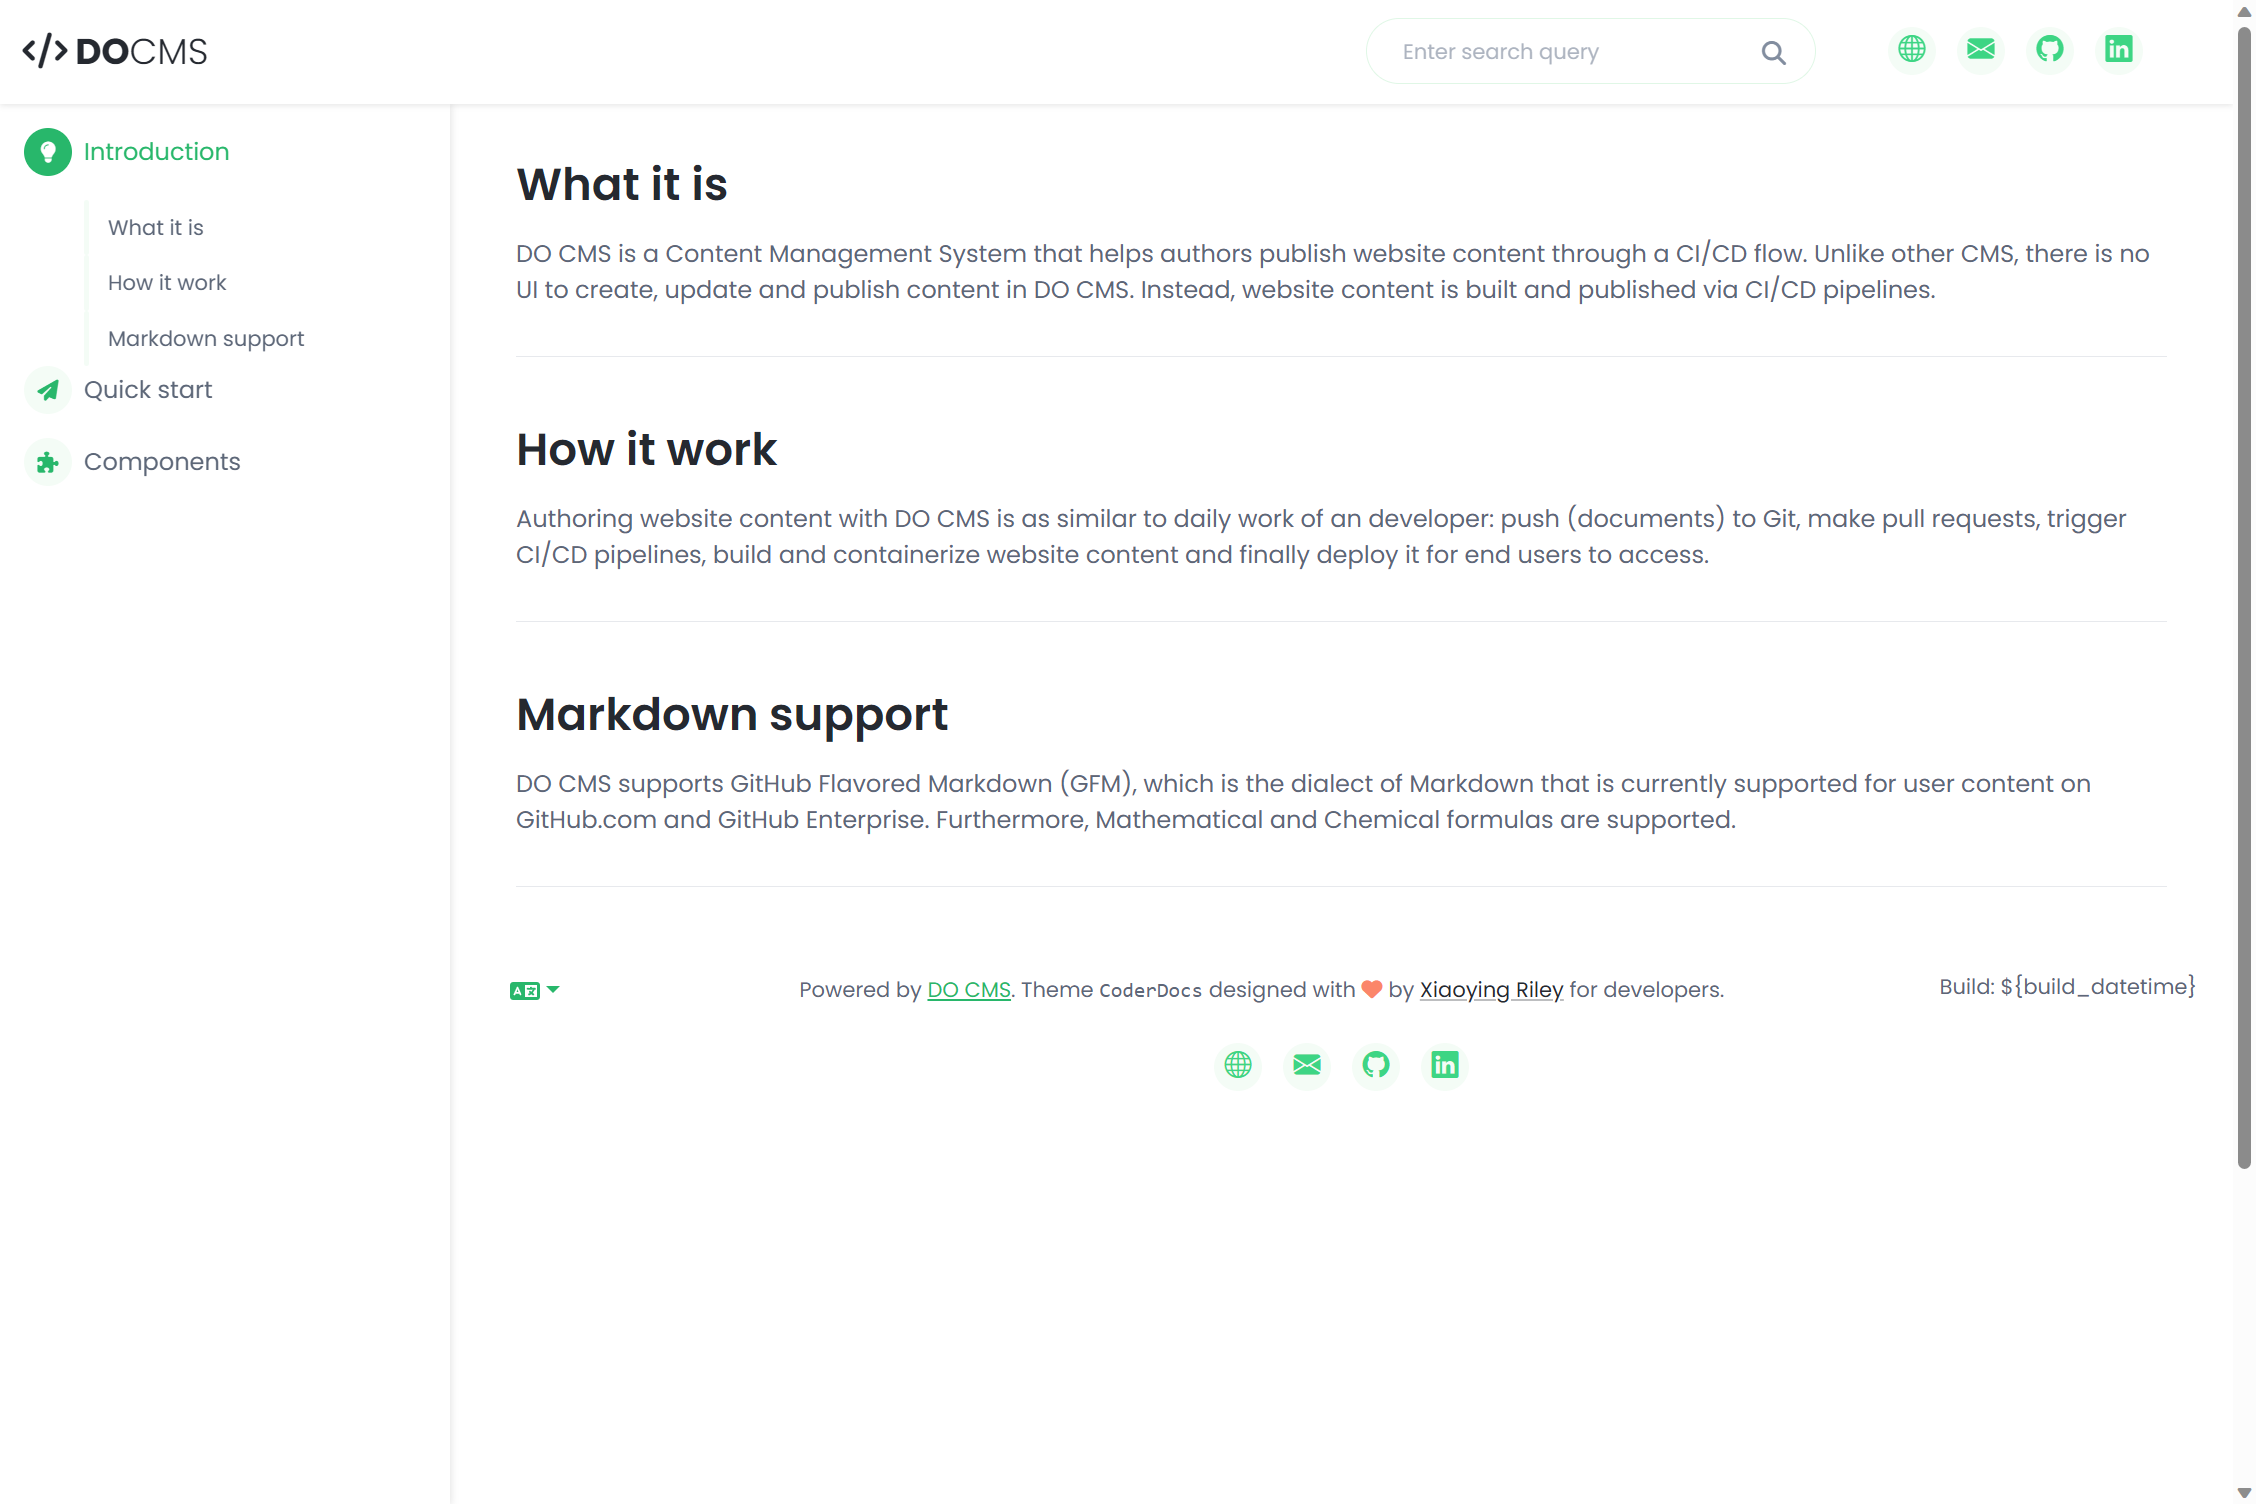 </> DOCMS
Enter search query
Introduction
What it is
How it work
Markdown support
Quick start
Components
What it is
DO CMS is a Content Management System that helps authors publish website content through a CI/CD flow. Unlike other CMS, there is no
UI to create, update and publish content in DO CMS. Instead, website content is built and published via CI/CD pipelines.
How it work
Authoring website content with DO CMS is as similar to daily work of an developer: push (documents) to Git, make pull requests, trigger
CI/CD pipelines, build and containerize website content and finally deploy it for end users to access.
Markdown support
DO CMS supports GitHub Flavored Markdown (GFM), which is the dialect of Markdown that is currently supported for user content on
GitHub.com and GitHub Enterprise. Furthermore, Mathematical and Chemical formulas are supported.
Powered by DO CMS. Theme CoderDocs designed with by Xiaoying Riley for developers.
Build: ${build_datetime}